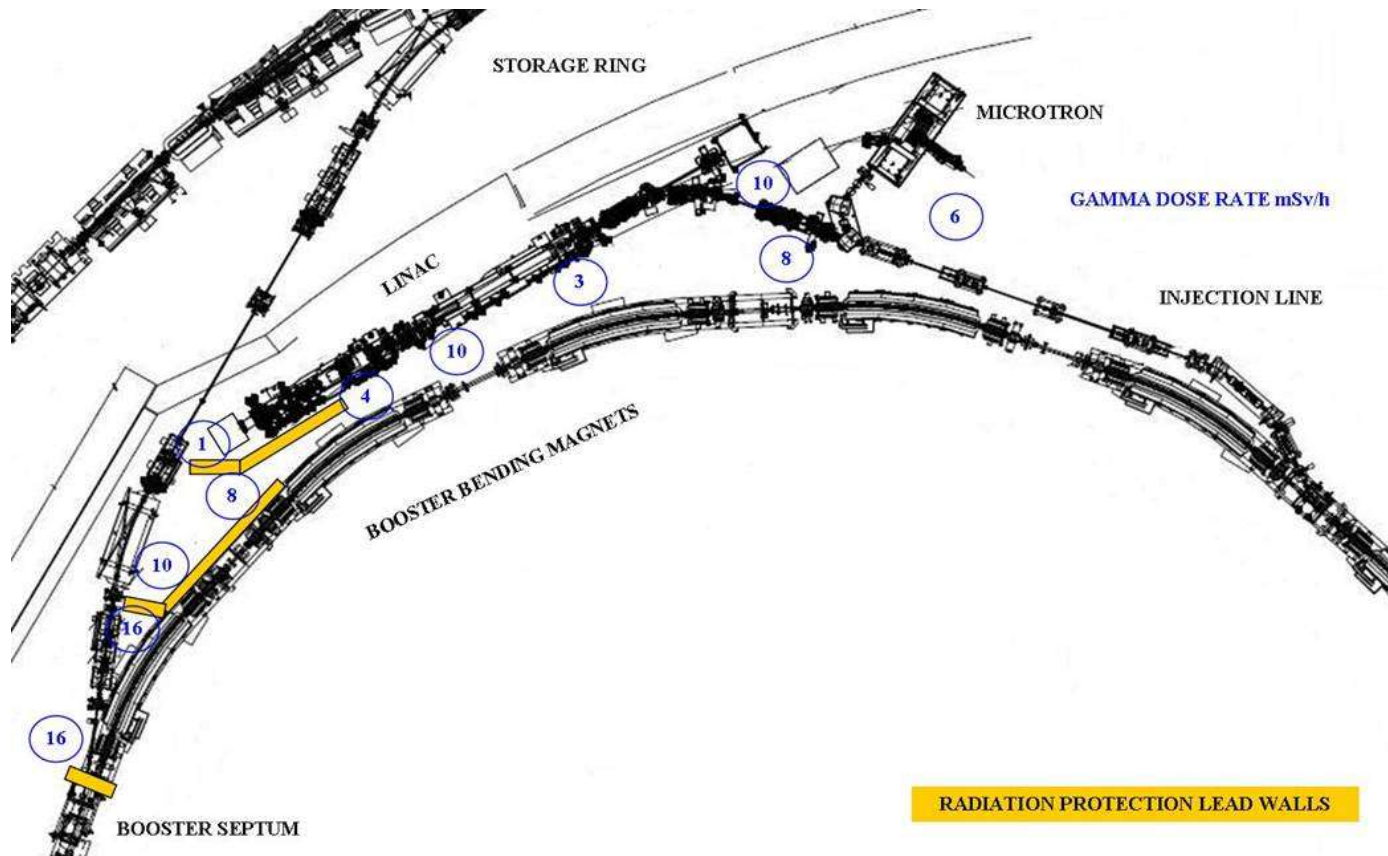 STORAGE RING
MICROTRON
10
6
GAMMA DOSE RATE mSv/h
LINAC
3
8
INJECTION LINE
10
4
1
BOOSTER BENDING MAGNETS
8
10
16
16
RADIATION PROTECTION LEAD WALLS
BOOSTER SEPTUM